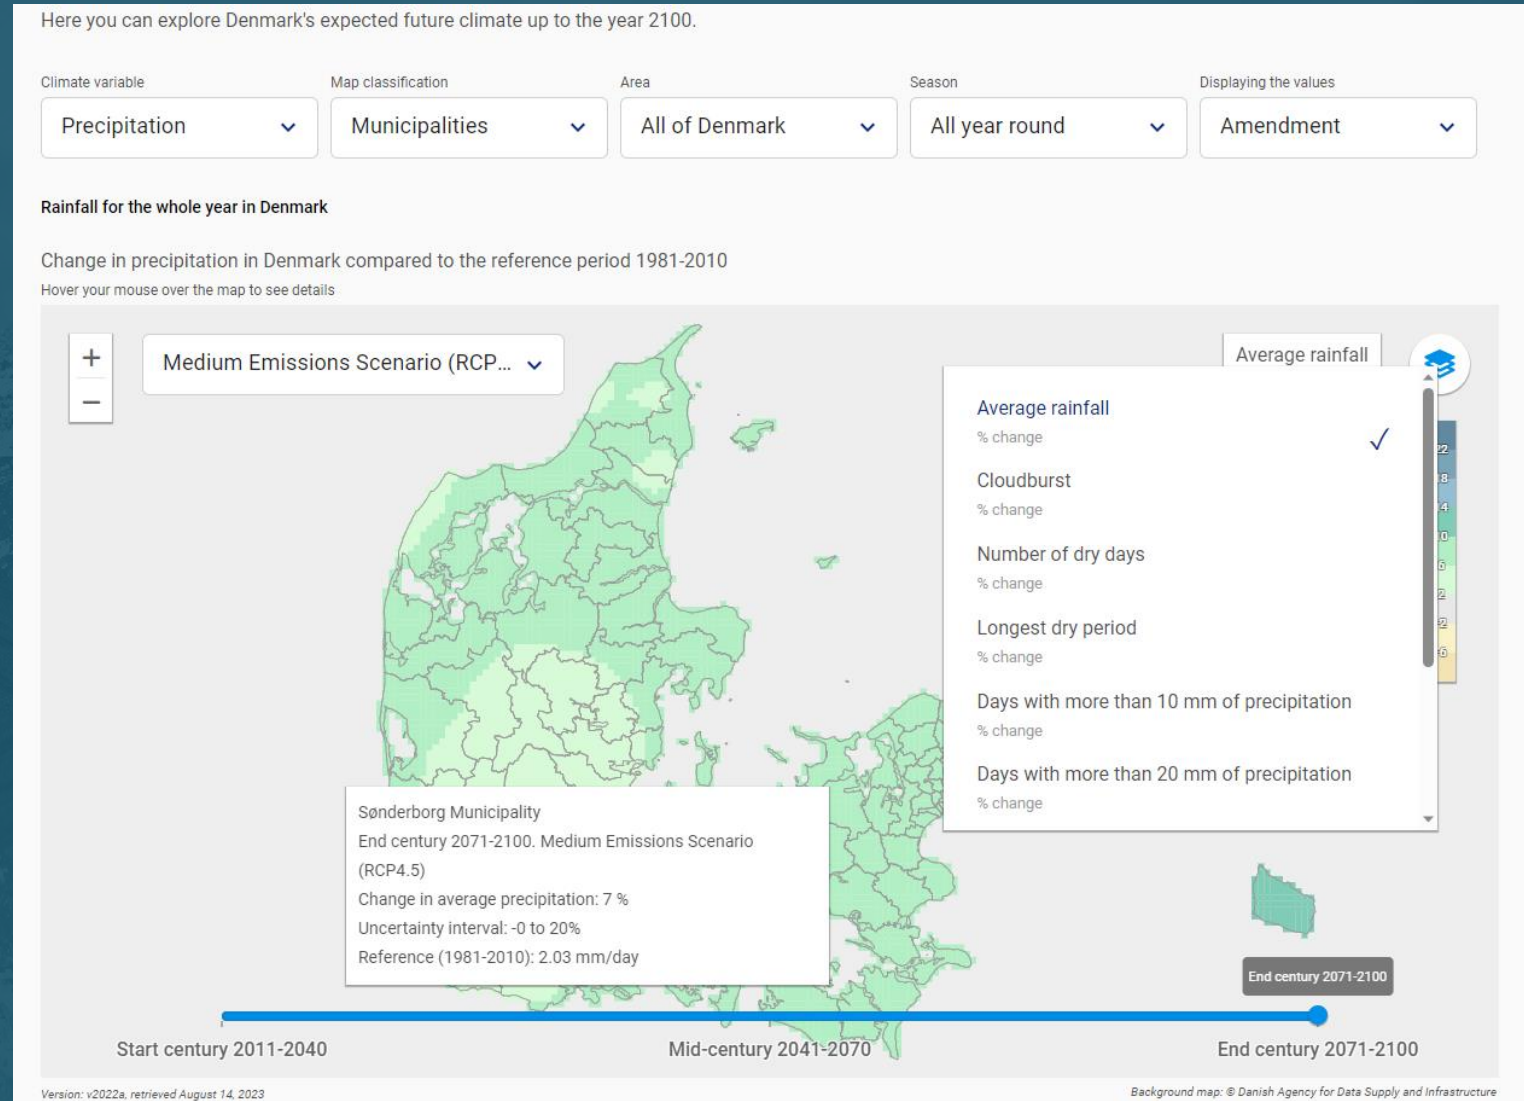 Here you can explore Denmark's expected future climate up to the year 2100.
Climate variable
Map classification
Area
Season
Displaying the values
Precipitation
Municipalities
All of Denmark
All year round
Amendment
Rainfall for the whole year in Denmark
Change in precipitation in Denmark compared to the reference period 1981-2010
Hover your mouse over the map to see details
+
−
Medium Emissions Scenario (RCP...
Average rainfall
Average rainfall
% change
Cloudburst
% change
Number of dry days
% change
Longest dry period
% change
Days with more than 10 mm of precipitation
% change
Days with more than 20 mm of precipitation
% change
Sønderborg Municipality
End century 2071-2100. Medium Emissions Scenario
(RCP4.5)
Change in average precipitation: 7 %
Uncertainty interval: -0 to 20%
Reference (1981-2010): 2.03 mm/day
End century 2071-2100
Start century 2011-2040
Mid-century 2041-2070
End century 2071-2100
Version: v2022a, retrieved August 14, 2023
Background map: © Danish Agency for Data Supply and Infrastructure